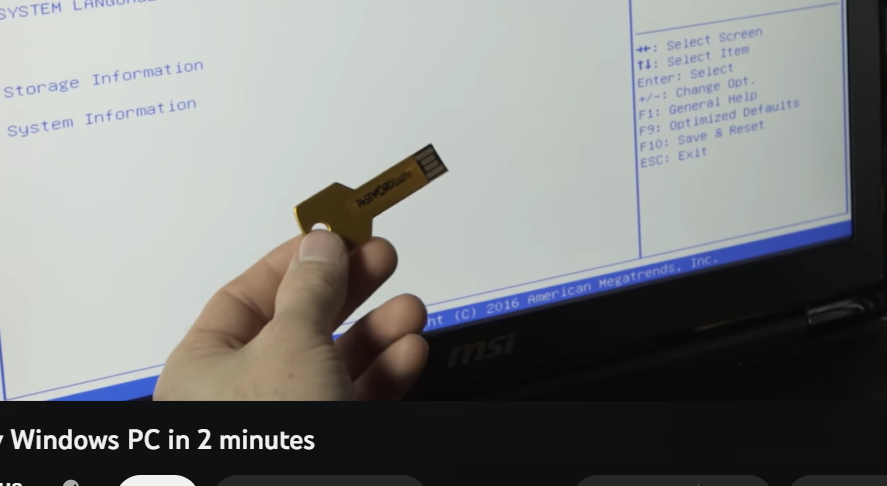 SYSTEM LANGUAGE
Storage Information
System Information
→←: Select Screen
↑↓: Select Item
Enter: Select
+/-: Change Opt.
F1: General Help
F9: Optimized Defaults
F10: Save & Reset
ESC: Exit
ht (C) 2016 American Megatrends, Inc.
msi
Windows PC in 2 minutes